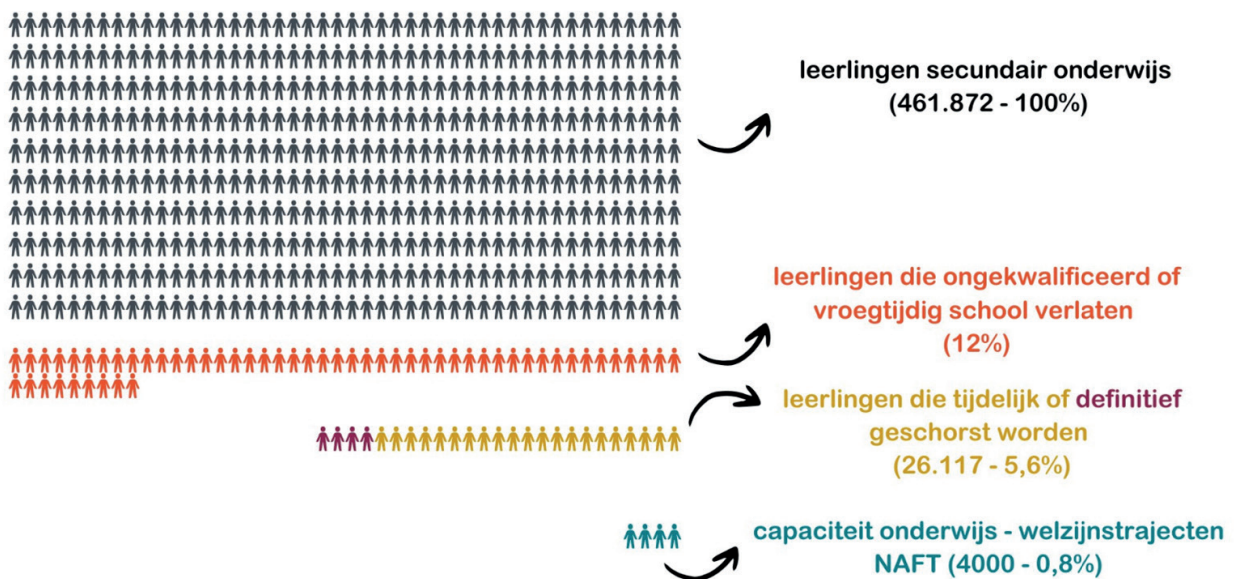 leerlingen secundair onderwijs
(461.872 - 100%)
leerlingen die ongekwalificeerd of
vroegtijdig school verlaten
(12%)
leerlingen die tijdelijk of definitief
geschorst worden
(26.117 - 5,6%)
capaciteit onderwijs - welzijnstrajecten
NAFT (4000 - 0,8%)